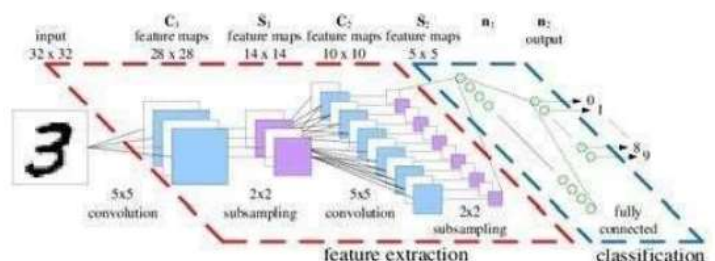 input
32 x 32
C1
feature maps
28 x 28
S1
feature maps
14 x 14
C2
feature maps
10 x 10
S2
feature maps
5 x 5
n1
n2
output
3
0
1
8
9
5x5
convolution
2x2
subsampling
5x5
convolution
2x2
subsampling
fully
connected
feature extraction
classification